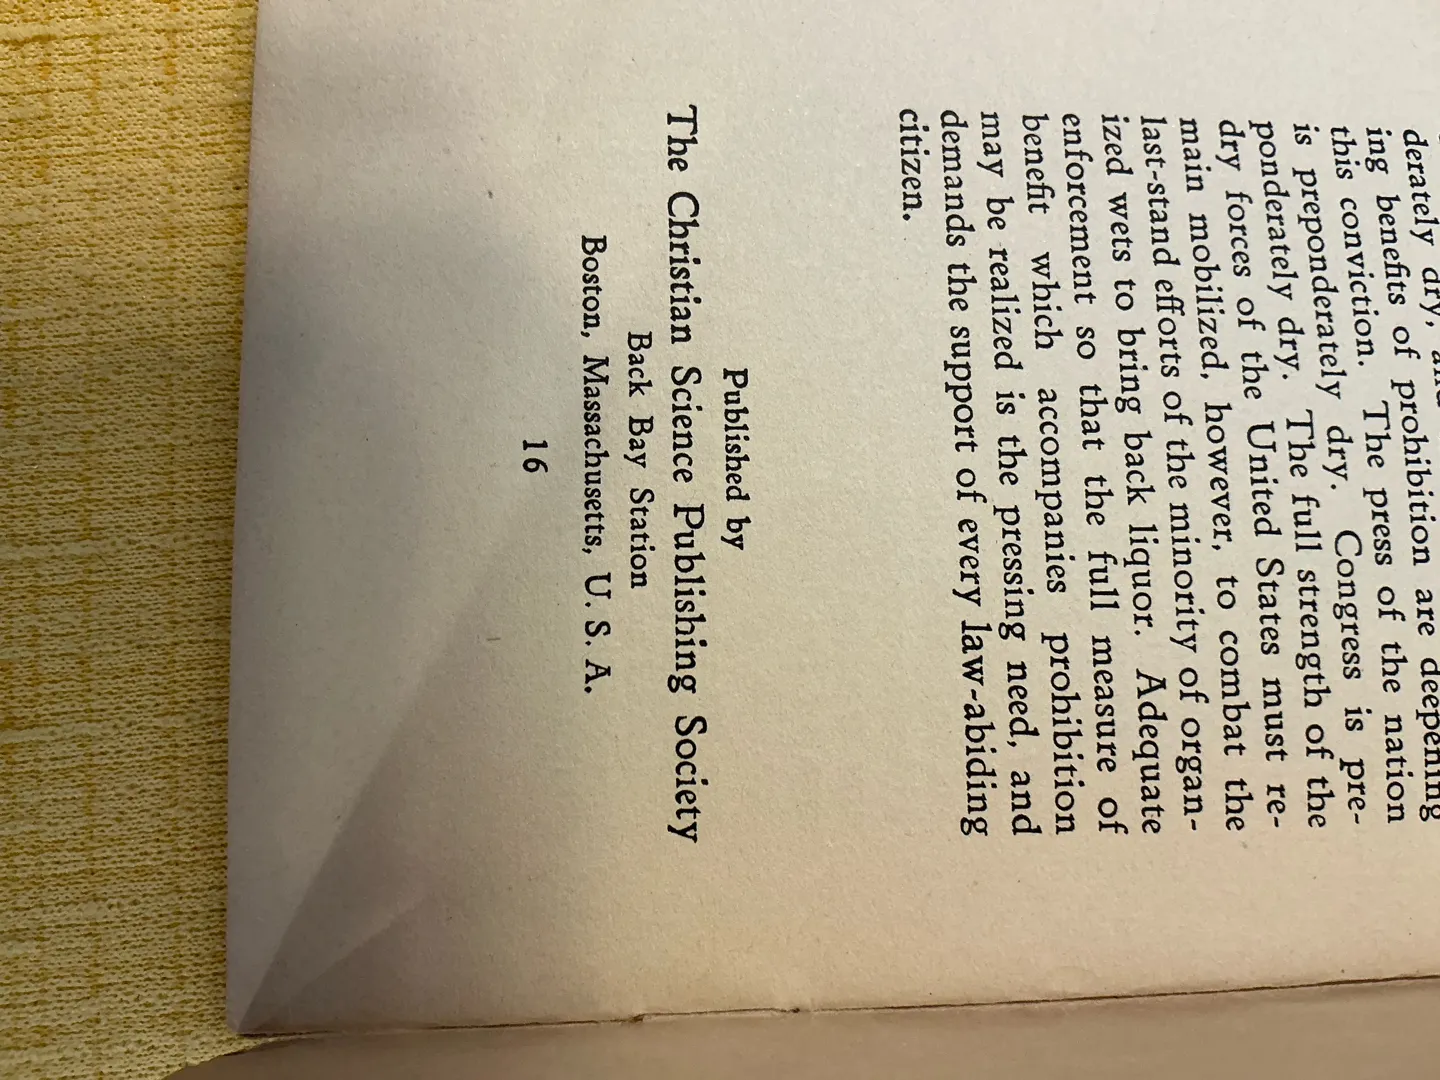 derately dry, and
ing benefits of prohibition are deepening
this conviction. The press of the nation
is preponderately dry. Congress is pre-
ponderately dry. The full strength of the
dry forces of the United States must re-
main mobilized, however, to combat the
last-stand efforts of the minority of organ-
ized wets to bring back liquor. Adequate
enforcement so that the full measure of
benefit which accompanies prohibition
may be realized is the pressing need, and
demands the support of every law-abiding
citizen.
Published by
The Christian Science Publishing Society
Back Bay Station
Boston, Massachusetts, U. S. A.
16